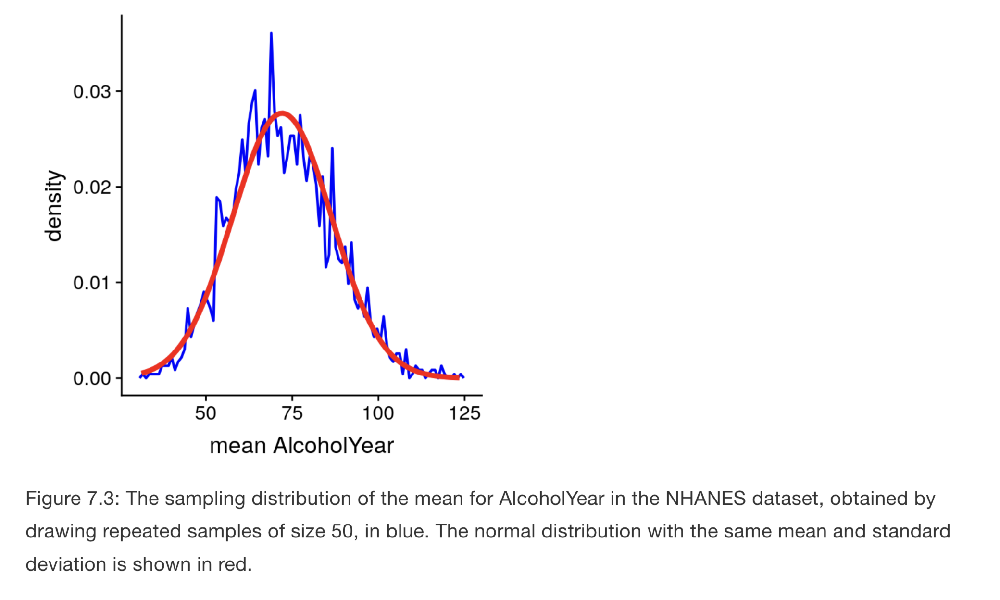 0.03
0.02
0.01
0.00
density
50 75 100 125
mean AlcoholYear
Figure 7.3: The sampling distribution of the mean for AlcoholYear in the NHANES dataset, obtained by
drawing repeated samples of size 50, in blue. The normal distribution with the same mean and standard
deviation is shown in red.